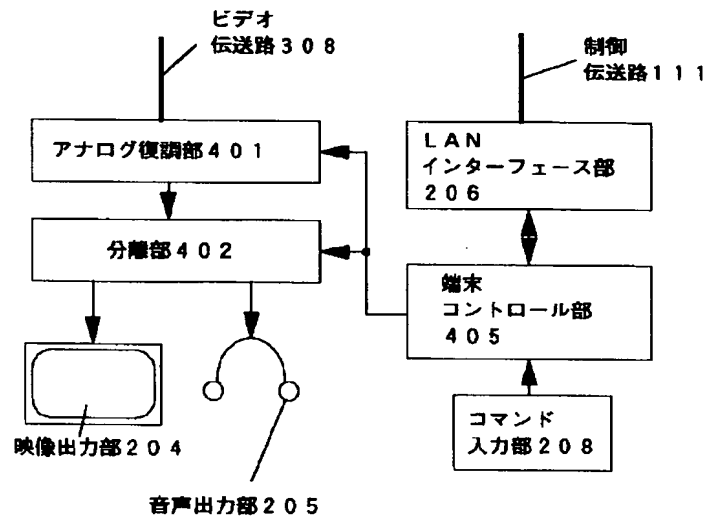 ビデオ
伝送路308
制御
伝送路111
アナログ復調部401
LAN
インターフェース部
206
分離部402
端末
コントロール部
405
コマンド
入力部208
映像出力部204
音声出力部205